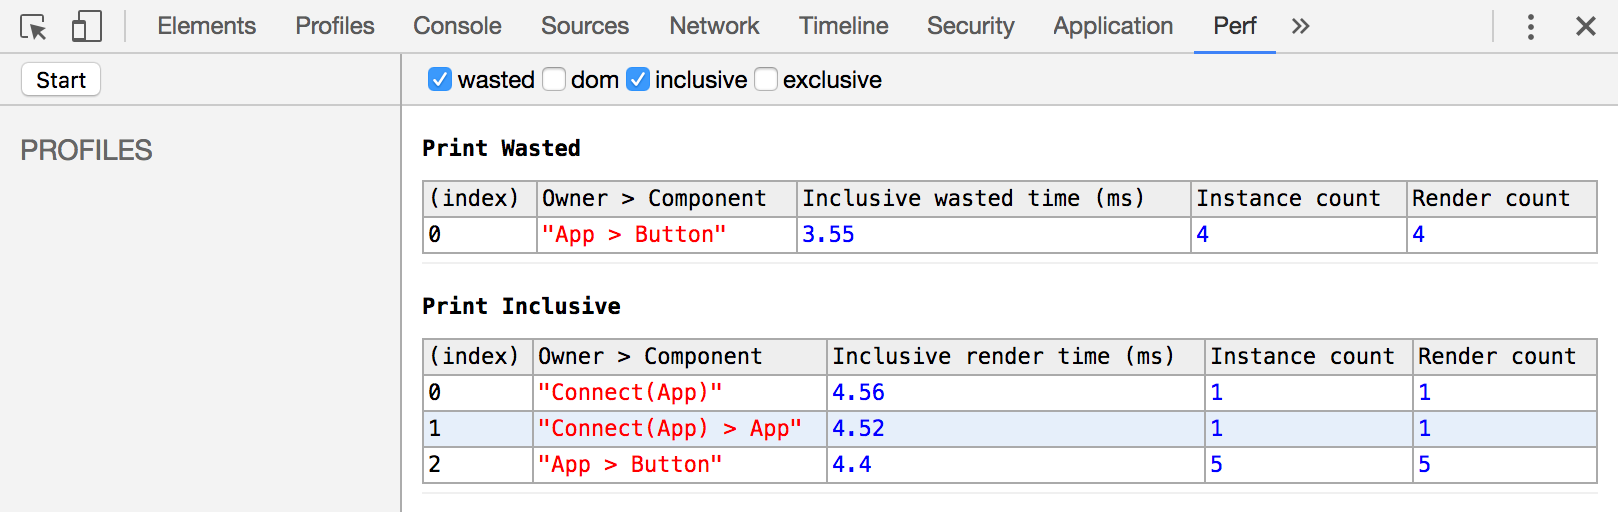 Elements Profiles Console Sources Network Timeline Security Application Perf »
Start wasted dom inclusive exclusive
PROFILES
Print Wasted
(index) Owner > Component Inclusive wasted time (ms) Instance count Render count
0 "App > Button" 3.55 4 4
Print Inclusive
(index) Owner > Component Inclusive render time (ms) Instance count Render count
0 "Connect(App)" 4.56 1 1
1 "Connect(App) > App" 4.52 1 1
2 "App > Button" 4.4 5 5